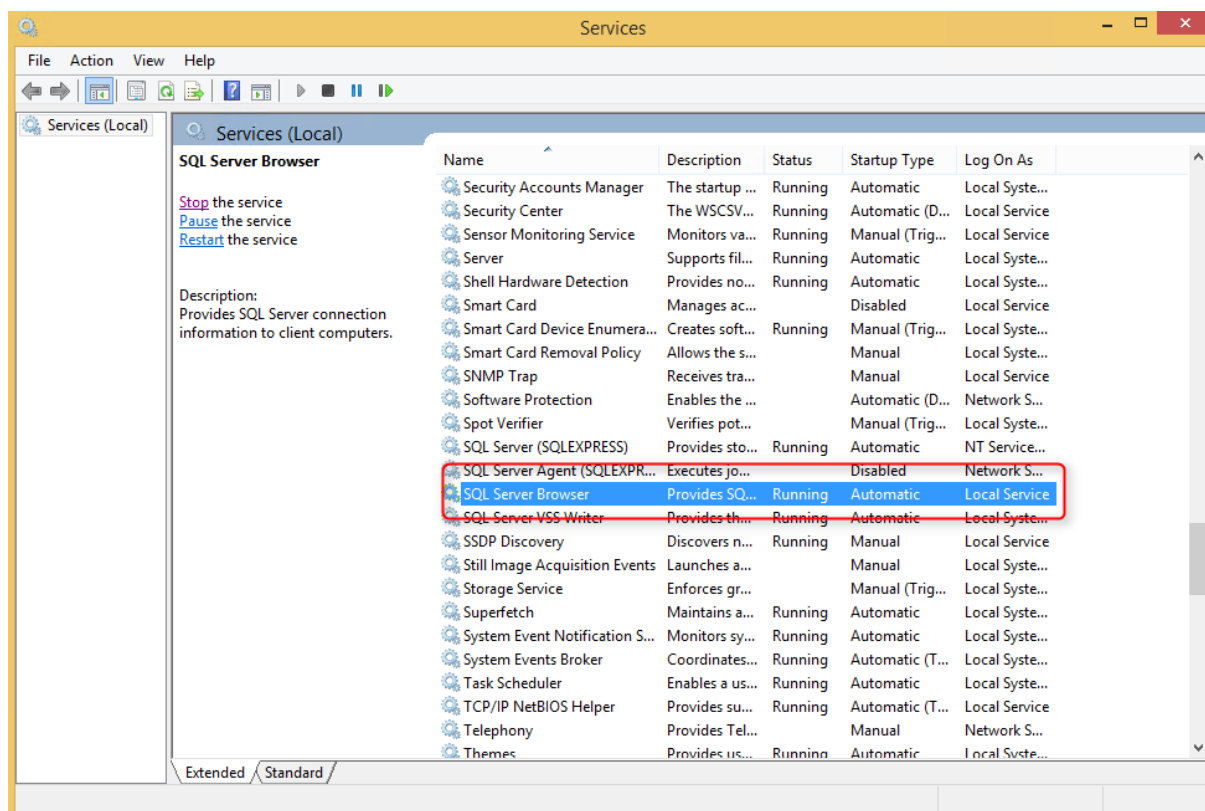 Services
File Action View Help
Services (Local)
Services (Local)
SQL Server Browser
Stop the service
Pause the service
Restart the service
Description:
Provides SQL Server connection
information to client computers.
Name Description Status Startup Type Log On As
Security Accounts Manager The startup ... Running Automatic Local Syste...
Security Center The WSCSV... Running Automatic (D... Local Service
Sensor Monitoring Service Monitors va... Running Manual (Trig... Local Service
Server Supports fil... Running Automatic Local Syste...
Shell Hardware Detection Provides no... Running Automatic Local Syste...
Smart Card Manages ac... Disabled Local Service
Smart Card Device Enumera... Creates soft... Running Manual (Trig... Local Syste...
Smart Card Removal Policy Allows the s... Manual Local Syste...
SNMP Trap Receives tra... Manual Local Service
Software Protection Enables the ... Automatic (D... Network S...
Spot Verifier Verifies pot... Manual (Trig... Local Syste...
SQL Server (SQLEXPRESS) Provides sto... Running Automatic NT Service...
SQL Server Agent (SQLEXPR... Executes jo... Disabled Network S...
SQL Server Browser Provides SQ... Running Automatic Local Service
SQL Server VSS Writer Provides th... Running Automatic Local Syste...
SSDP Discovery Discovers n... Running Manual Local Service
Still Image Acquisition Events Launches a... Manual Local Syste...
Storage Service Enforces gr... Manual (Trig... Local Syste...
Superfetch Maintains a... Running Automatic Local Syste...
System Event Notification S... Monitors sy... Running Automatic Local Syste...
System Events Broker Coordinates... Running Automatic (T... Local Syste...
Task Scheduler Enables a us... Running Automatic Local Syste...
TCP/IP NetBIOS Helper Provides su... Running Automatic (T... Local Service
Telephony Provides Tel... Manual Network S...
Themes Provides us... Running Automatic Local Syste...
Extended Standard